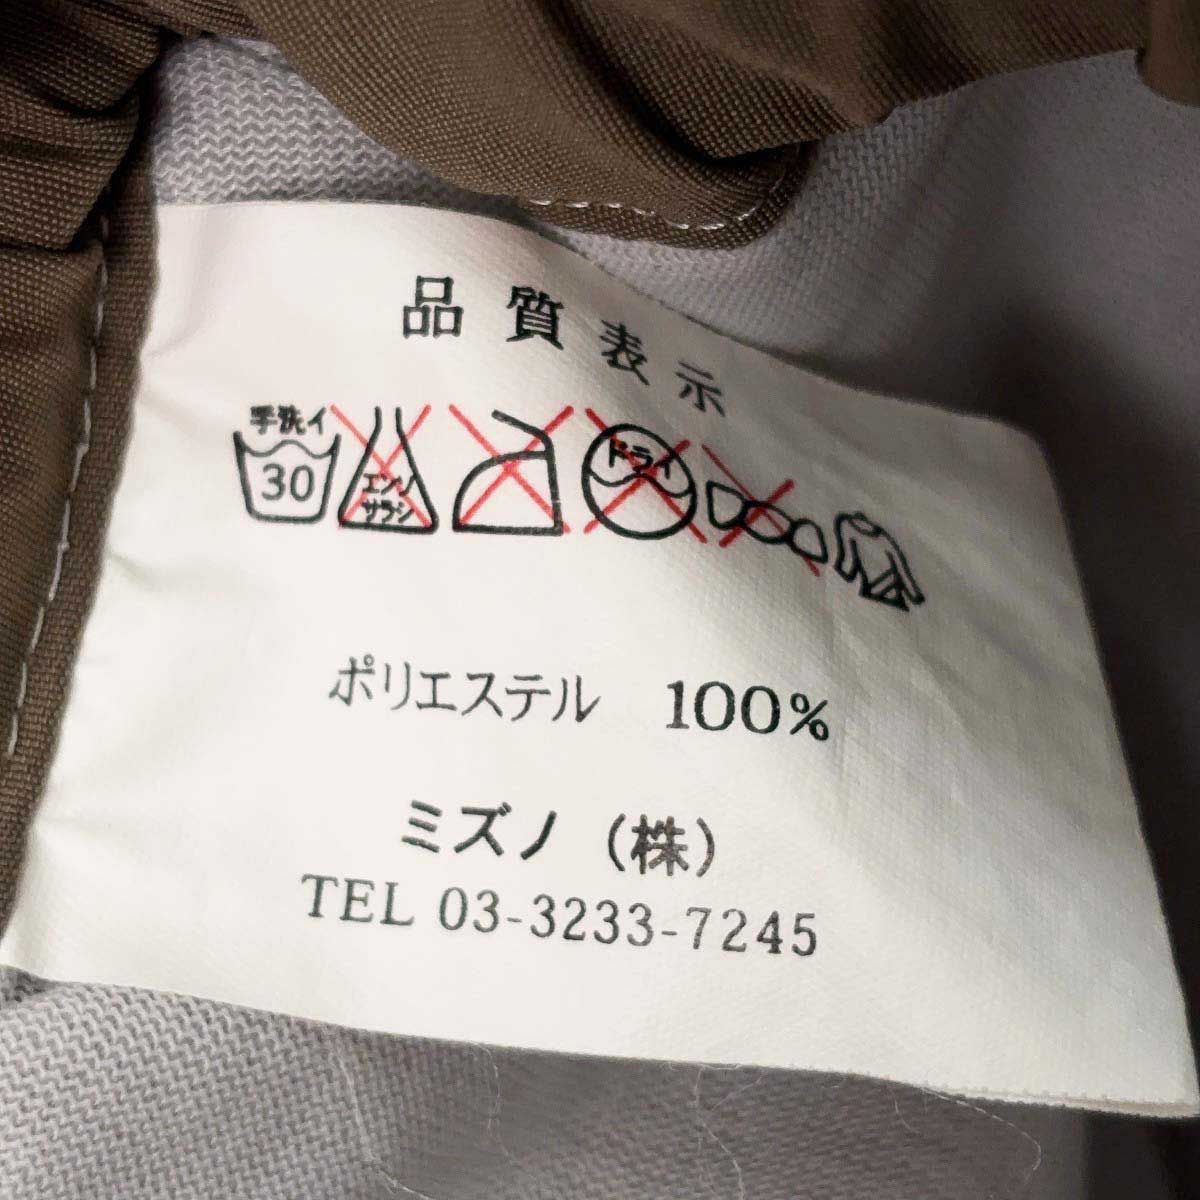 品質表示
手洗イ
30
エンソ
サラシ
ドライ
ポリエステル 100%
ミズノ（株）
TEL 03-3233-7245